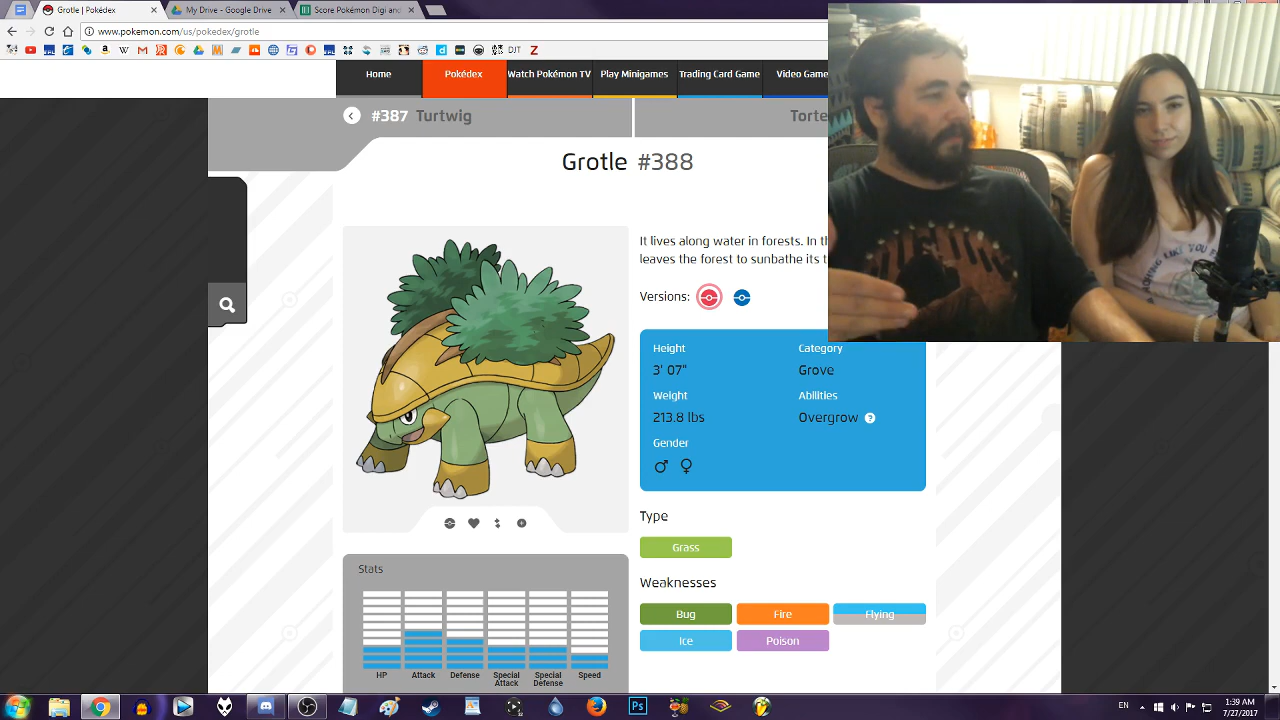 Grotle | Pokédex
My Drive - Google Drive
Score Pokémon Digi and
www.pokemon.com/us/pokedex/grotle
DJT
Home
Pokédex
Watch Pokémon TV
Play Minigames
Trading Card Game
Video Game
#387 Turtwig
Torte
Grotle #388
It lives along water in forests. In th
leaves the forest to sunbathe its t
Versions:
Height
3' 07"
Category
Grove
Weight
213.8 lbs
Abilities
Overgrow
Gender
Type
Grass
Weaknesses
Bug
Fire
Flying
Ice
Poison
Stats
HP
Attack
Defense
Special
Attack
Special
Defense
Speed
EN
1:39 AM
7/27/2017